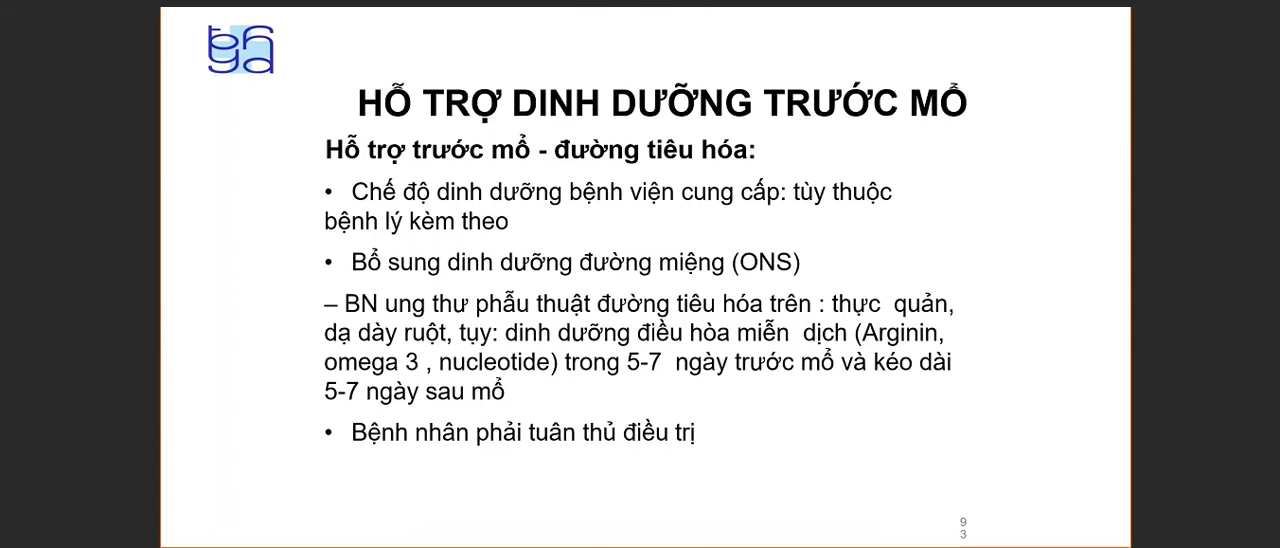 HỖ TRỢ DINH DƯỠNG TRƯỚC MỔ
Hỗ trợ trước mổ - đường tiêu hóa:
• Chế độ dinh dưỡng bệnh viện cung cấp: tùy thuộc
bệnh lý kèm theo
• Bổ sung dinh dưỡng đường miệng (ONS)
– BN ung thư phẫu thuật đường tiêu hóa trên : thực quản,
dạ dày ruột, tụy: dinh dưỡng điều hòa miễn dịch (Arginin,
omega 3 , nucleotide) trong 5-7 ngày trước mổ và kéo dài
5-7 ngày sau mổ
• Bệnh nhân phải tuân thủ điều trị
9
3